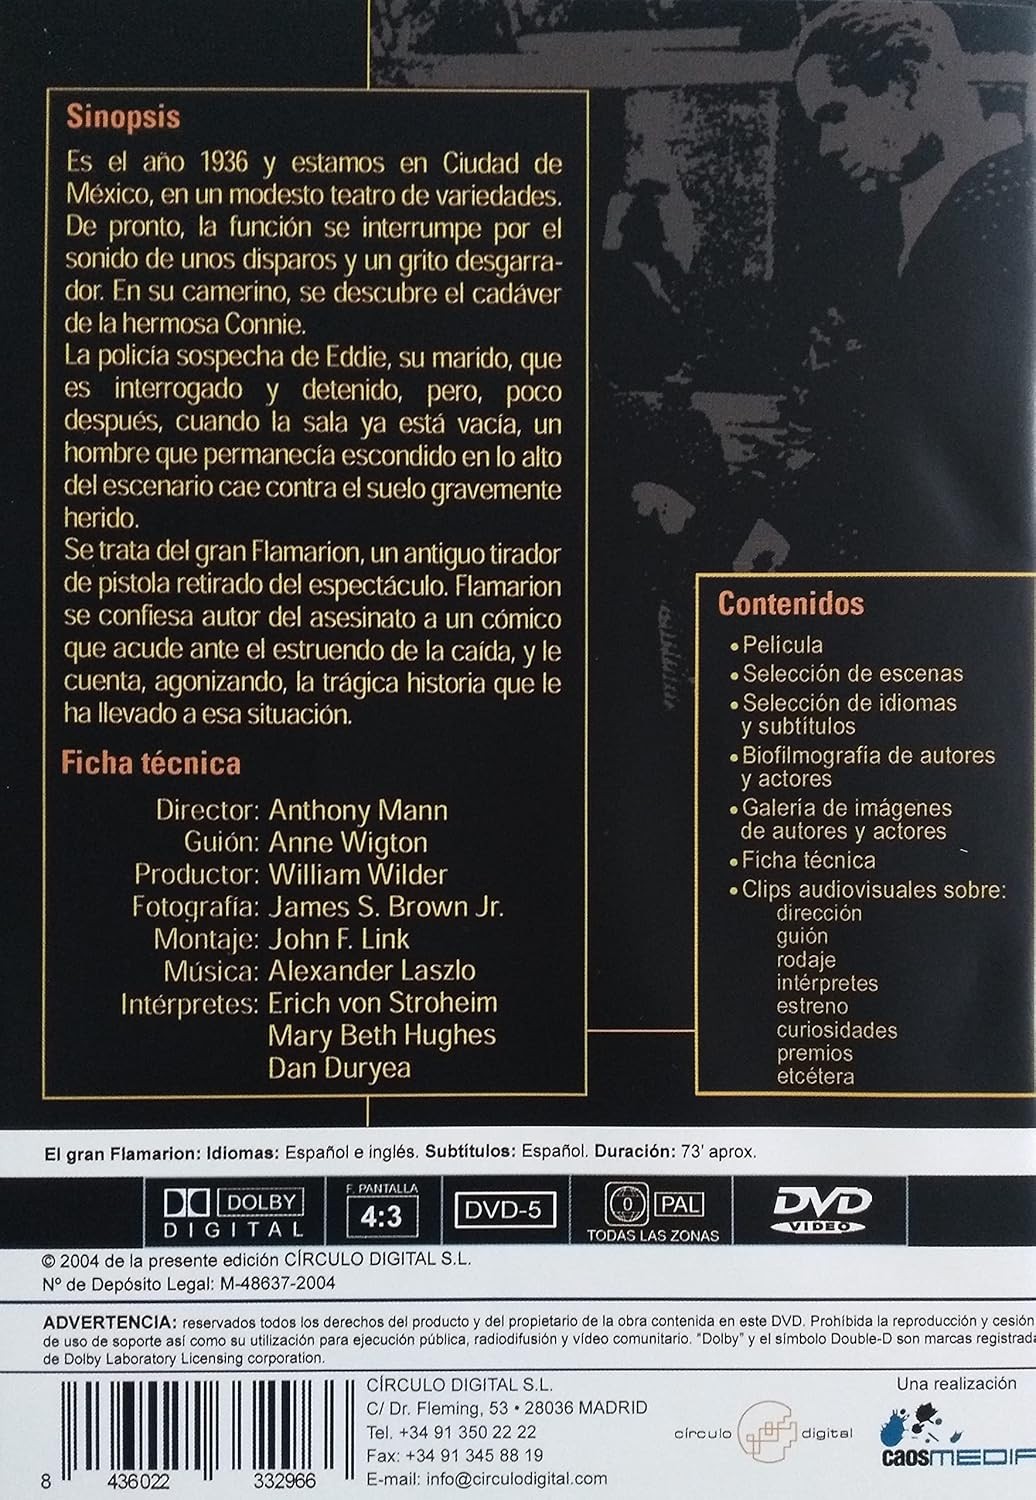 Sinopsis
Es el año 1936 y estamos en Ciudad de
México, en un modesto teatro de variedades.
De pronto, la función se interrumpe por el
sonido de unos disparos y un grito desgarra-
dor. En su camerino, se descubre el cadáver
de la hermosa Connie.
La policía sospecha de Eddie, su marido, que
es interrogado y detenido, pero, poco
después, cuando la sala ya está vacía, un
hombre que permanecía escondido en lo alto
del escenario cae contra el suelo gravemente
herido.
Se trata del gran Flamarion, un antiguo tirador
de pistola retirado del espectáculo. Flamarion
se confiesa autor del asesinato a un cómico
que acude ante el estruendo de la caída, y le
cuenta, agonizando, la trágica historia que le
ha llevado a esa situación.
Ficha técnica
Director: Anthony Mann
Guión: Anne Wigton
Productor: William Wilder
Fotografía: James S. Brown Jr.
Montaje: John F. Link
Música: Alexander Laszlo
Intérpretes: Erich von Stroheim
Mary Beth Hughes
Dan Duryea
Contenidos
•Película
•Selección de escenas
•Selección de idiomas
y subtítulos
•Biofilmografía de autores
y actores
•Galería de imágenes
de autores y actores
•Ficha técnica
•Clips audiovisuales sobre:
dirección
guión
rodaje
intérpretes
estreno
curiosidades
premios
etcétera
El gran Flamarion: Idiomas: Español e inglés. Subtítulos: Español. Duración: 73' aprox.
DOLBY
DIGITAL
F. PANTALLA
4:3
DVD-5
0
PAL
TODAS LAS ZONAS
DVD
VIDEO
© 2004 de la presente edición CÍRCULO DIGITAL S.L.
Nº de Depósito Legal: M-48637-2004
ADVERTENCIA: reservados todos los derechos del producto y del propietario de la obra contenida en este DVD. Prohíbida la reproducción y cesión
de uso de soporte así como su utilización para ejecución pública, radiodifusión y vídeo comunitario. "Dolby" y el símbolo Double-D son marcas registrada
de Dolby Laboratory Licensing corporation.
8 436022 332966
CÍRCULO DIGITAL S.L.
C/ Dr. Fleming, 53 • 28036 MADRID
Tel. +34 91 350 22 22
Fax: +34 91 345 88 19
E-mail: info@circulodigital.com
círculo digital
Una realización
caosMEDIA